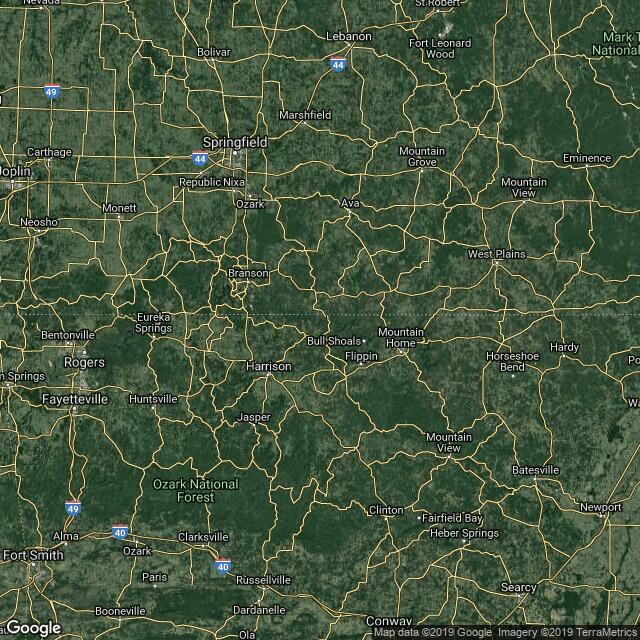 Nevada
St Robert
Lebanon
Bolivar
Fort Leonard
Wood
Mark T
National
44
49
Marshfield
Springfield
44
Carthage
Joplin
Republic Nixa
Mountain
Grove
Eminence
Mountain
View
Monett
Ozark
Ava
Neosho
West Plains
Branson
Eureka
Springs
Bentonville
Rogers
Bull Shoals
Mountain
Home
Flippin
Hardy
Horseshoe
Bend
Harrison
m Springs
Fayetteville
Huntsville
Jasper
Mountain
View
Batesville
Ozark National
Forest
49
Newport
Clinton
Fairfield Bay
Heber Springs
Alma
40
Ozark
Clarksville
Fort Smith
40
Paris
Russellville
Searcy
Booneville
Dardanelle
Conway
Ola
Google
Map data ©2019 Google Imagery ©2019 TerraMetrics